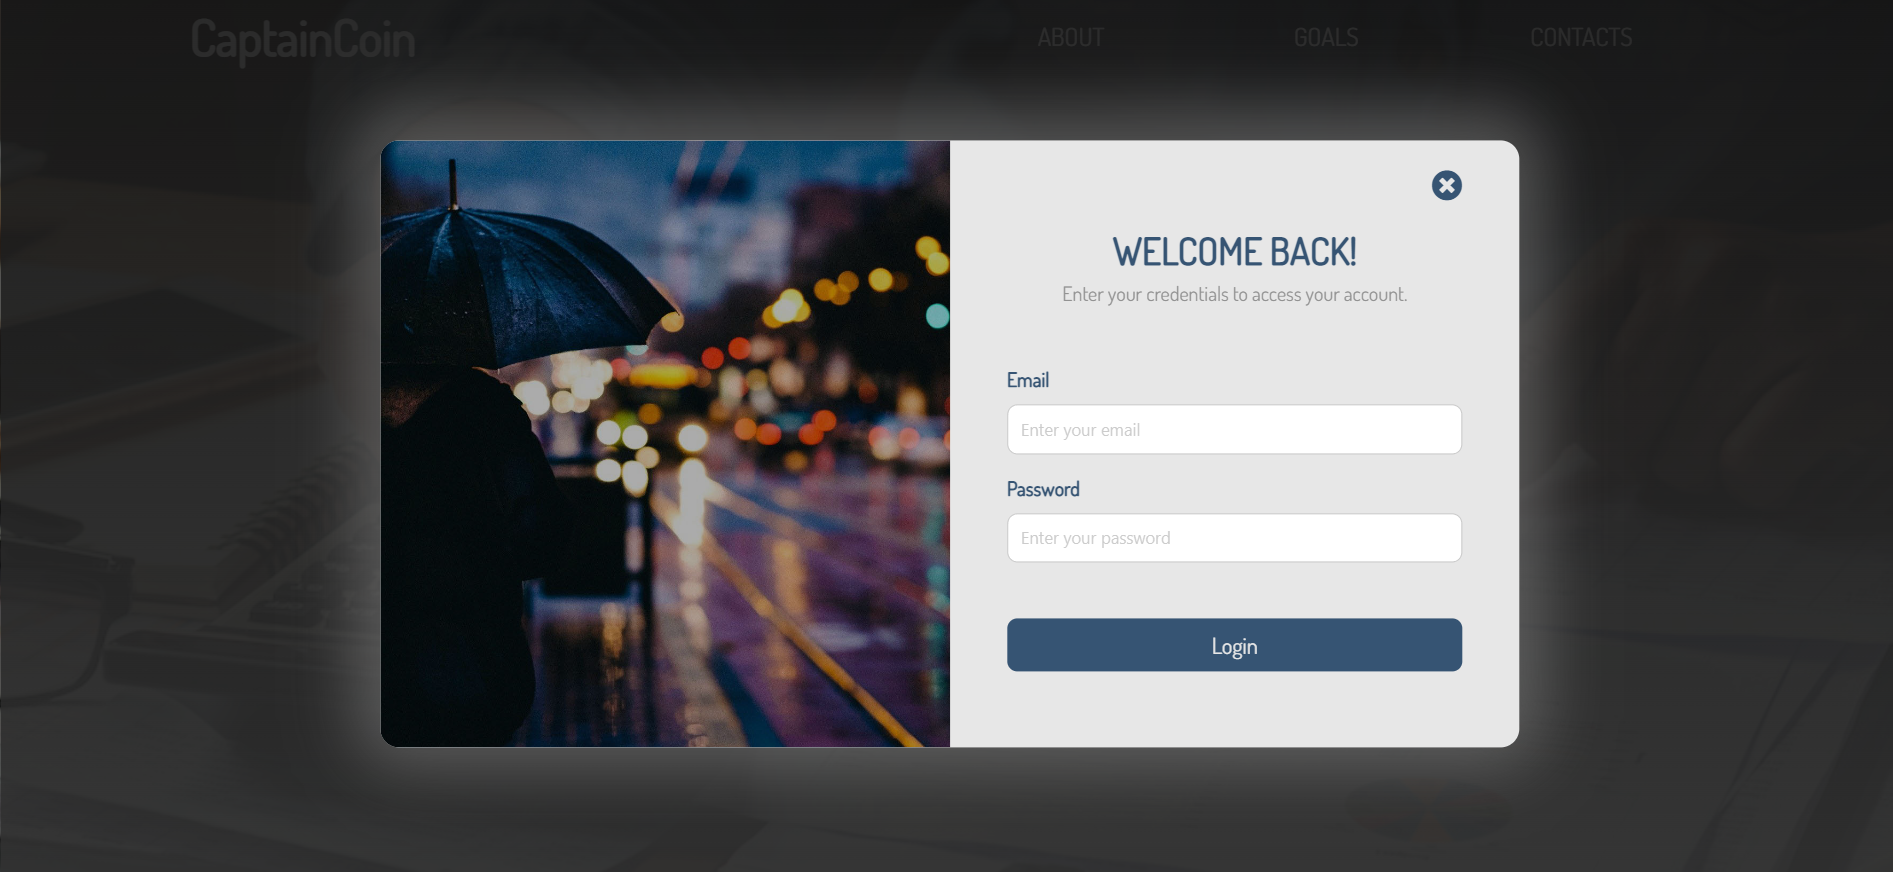 CaptainCoin
ABOUT GOALS CONTACTS
WELCOME BACK!
Enter your credentials to access your account.
Email
Enter your email
Password
Enter your password
Login